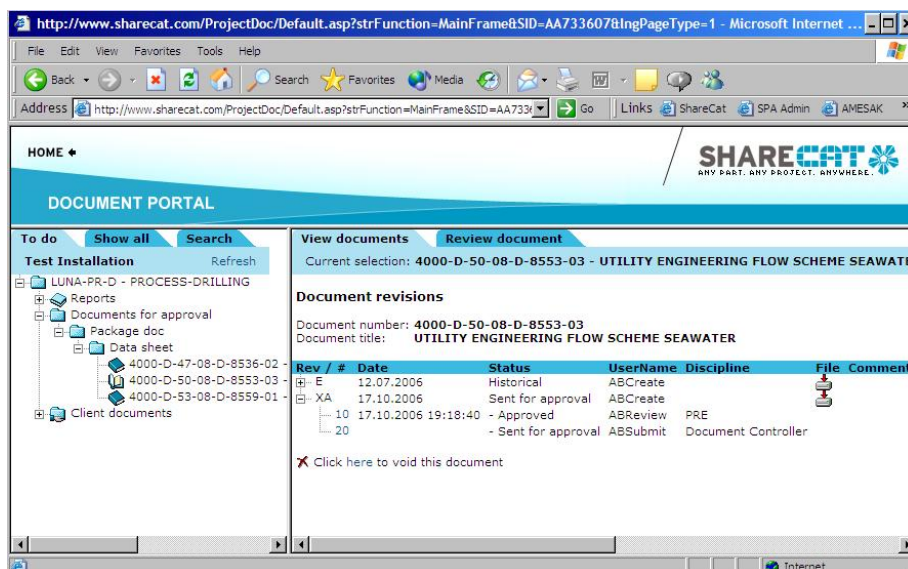 http://www.sharecat.com/ProjectDoc/Default.asp?strFunction=MainFrame&SID=AA733607&lngPageType=1 - Microsoft Internet ...
File Edit View Favorites Tools Help
Back Search Favorites Media
Address http://www.sharecat.com/ProjectDoc/Default.asp?strFunction=MainFrame&SID=AA733 Go Links ShareCat SPA Admin AMESAK »
HOME
SHARECAT
ANY PART. ANY PROJECT. ANYWHERE.
DOCUMENT PORTAL
To do Show all Search
Test Installation Refresh
LUNA-PR-D - PROCESS-DRILLING
Reports
Documents for approval
Package doc
Data sheet
4000-D-47-08-D-8536-02 -
4000-D-50-08-D-8553-03 -
4000-D-53-08-D-8559-01 -
Client documents
View documents Review document
Current selection: 4000-D-50-08-D-8553-03 - UTILITY ENGINEERING FLOW SCHEME SEAWATE
Document revisions
Document number: 4000-D-50-08-D-8553-03
Document title: UTILITY ENGINEERING FLOW SCHEME SEAWATER
Rev / # Date Status UserName Discipline File Comment
E 12.07.2006 Historical ABCreate
XA 17.10.2006 Sent for approval ABCreate
10 17.10.2006 19:18:40 - Approved ABReview PRE
20 - Sent for approval ABSubmit Document Controller
Click here to void this document
Internet